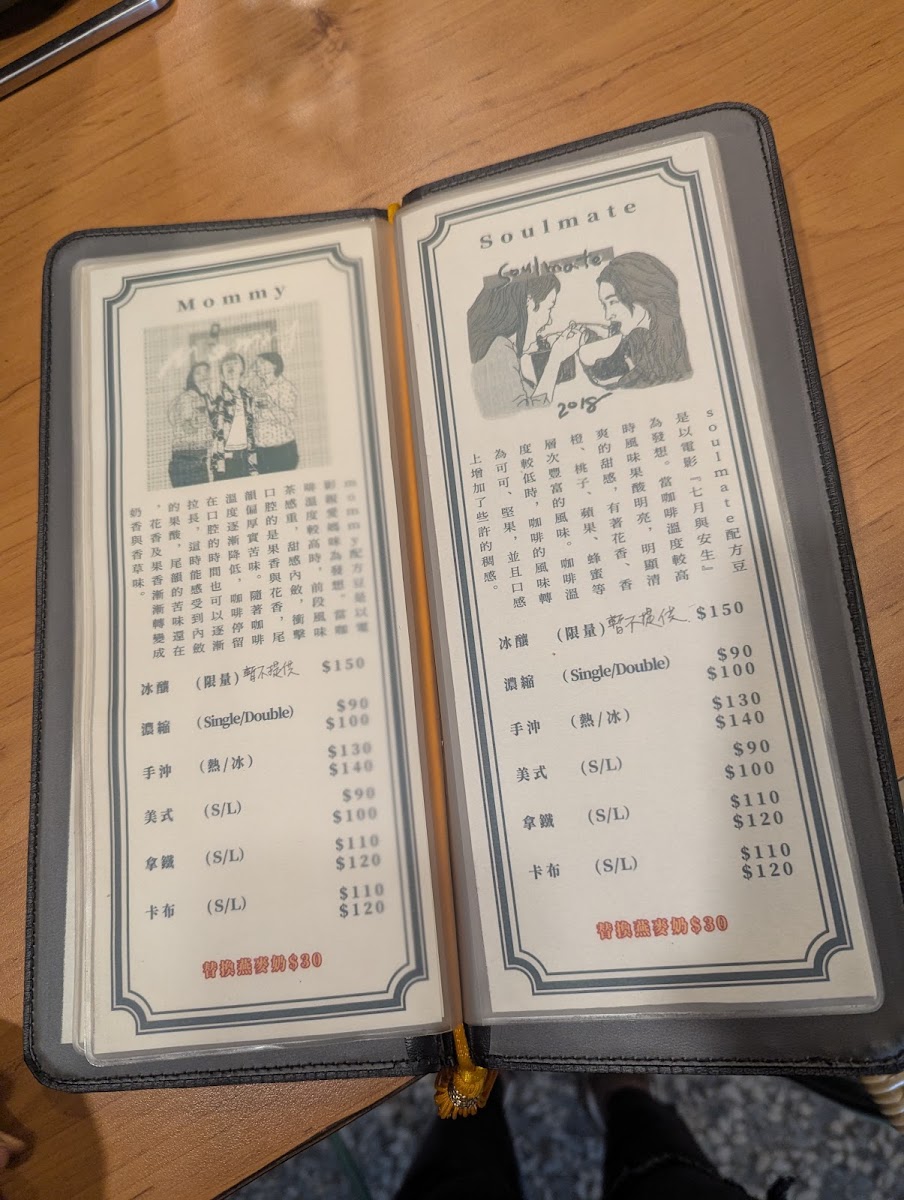 Mommy
mommy配方豆是以電
影親愛媽咪為發想。當咖
啡溫度較高時，前段風味
茶感重，甜感內斂，衝擊
口腔的是果香與花香，尾
韻偏厚實苦味。隨著咖啡
溫度逐漸降低，咖啡停留
在口腔的時間也可以逐漸
拉長。這時能感受到內斂
的果酸，尾韻的苦味還在
，花香及果香漸漸轉變成
奶香與香草味。
冰釀 (限量) 暫不提供 $150
濃縮 (Single/Double) $90
$100
手沖 (熱/冰) $130
$140
美式 (S/L) $90
$100
拿鐵 (S/L) $110
$120
卡布 (S/L) $110
$120
替換燕麥奶$30
Soulmate
Soulmate
2018
soulmate配方豆
是以電影『七月與安生』
為發想。當咖啡溫度較高
時風味果酸明亮，明顯清
爽的甜感，有著花香、香
橙、桃子、蘋果、蜂蜜等
層次豐富的風味。咖啡溫
度較低時，咖啡的風味轉
為可可、堅果，並且口感
上增加了些許的稠感。
冰釀 (限量) 暫不提供 $150
濃縮 (Single/Double) $90
$100
手沖 (熱/冰) $130
$140
美式 (S/L) $90
$100
拿鐵 (S/L) $110
$120
卡布 (S/L) $110
$120
替換燕麥奶$30